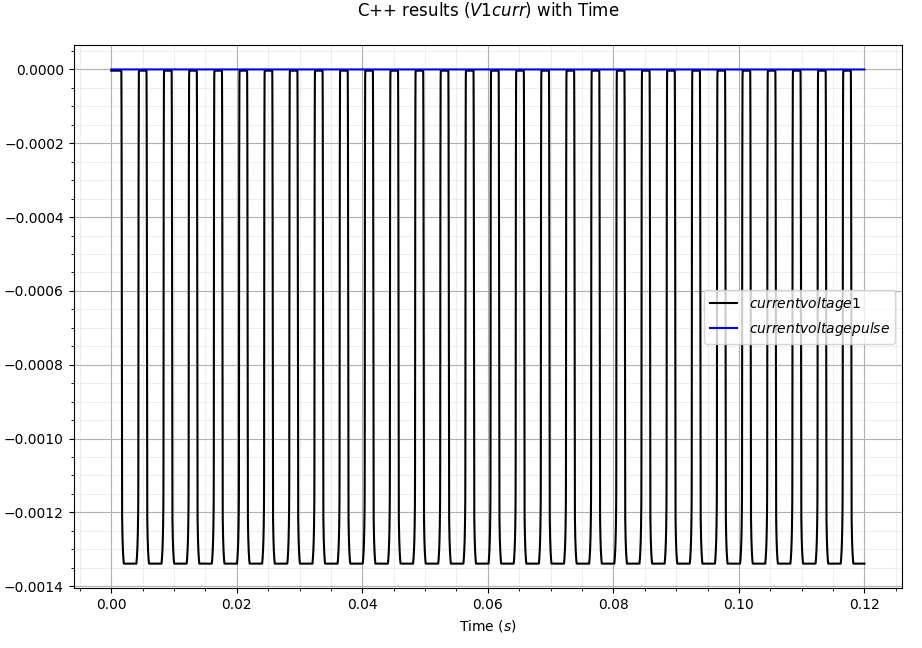 C++ results (V1curr) with Time
0.0000
−0.0002
−0.0004
−0.0006
−0.0008
−0.0010
−0.0012
−0.0014
currentvoltage1
currentvoltagepulse
0.00 0.02 0.04 0.06 0.08 0.10 0.12
Time (s)